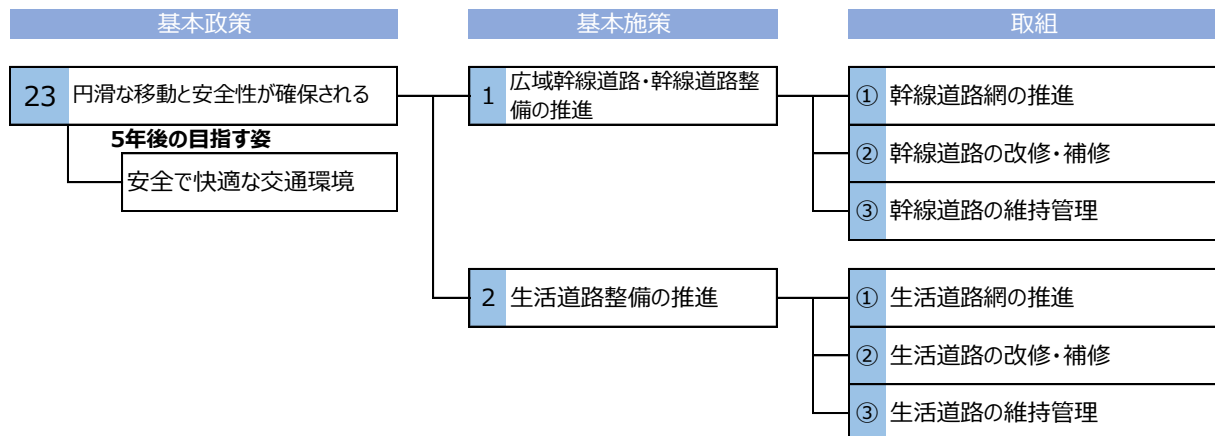 基本政策
基本施策
取組
23 円滑な移動と安全性が確保される
5年後の目指す姿
安全で快適な交通環境
1 広域幹線道路・幹線道路整
備の推進
① 幹線道路網の推進
② 幹線道路の改修・補修
③ 幹線道路の維持管理
2 生活道路整備の推進
① 生活道路網の推進
② 生活道路の改修・補修
③ 生活道路の維持管理